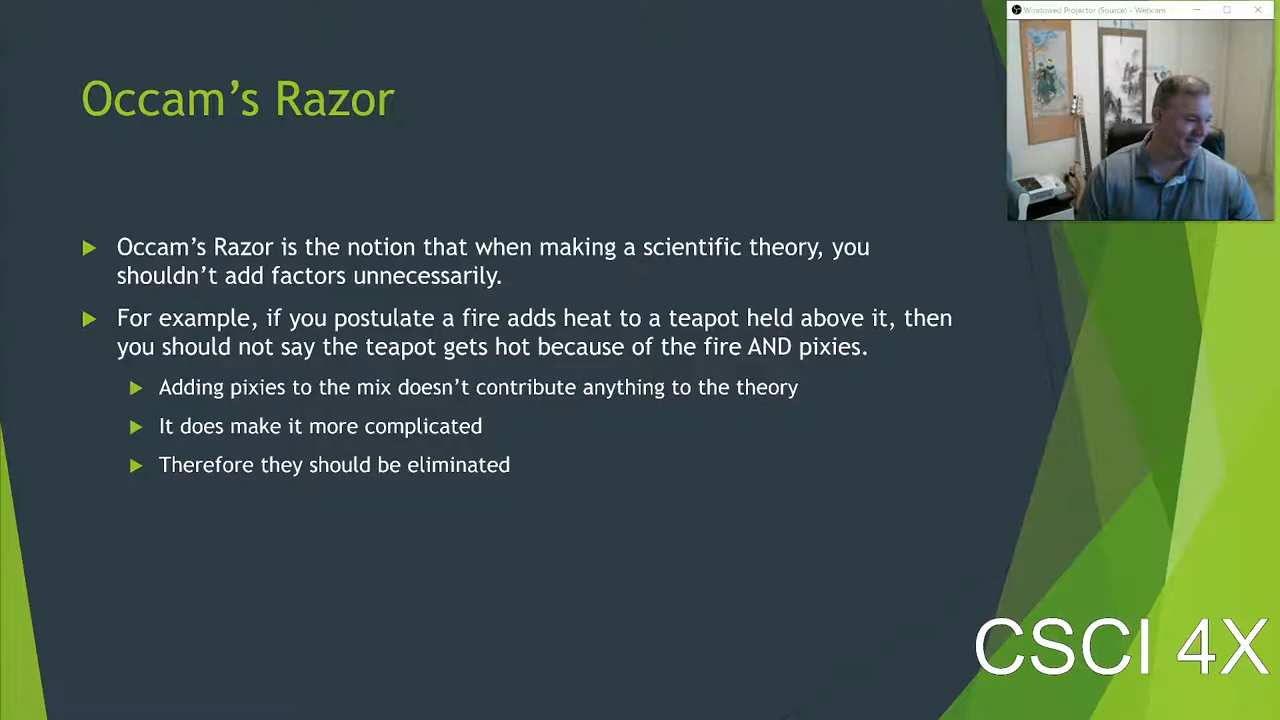 Windowed Projector (Source) - Webcam
Occam's Razor
Occam's Razor is the notion that when making a scientific theory, you
shouldn't add factors unnecessarily.
For example, if you postulate a fire adds heat to a teapot held above it, then
you should not say the teapot gets hot because of the fire AND pixies.
Adding pixies to the mix doesn't contribute anything to the theory
It does make it more complicated
Therefore they should be eliminated
CSCI 4X